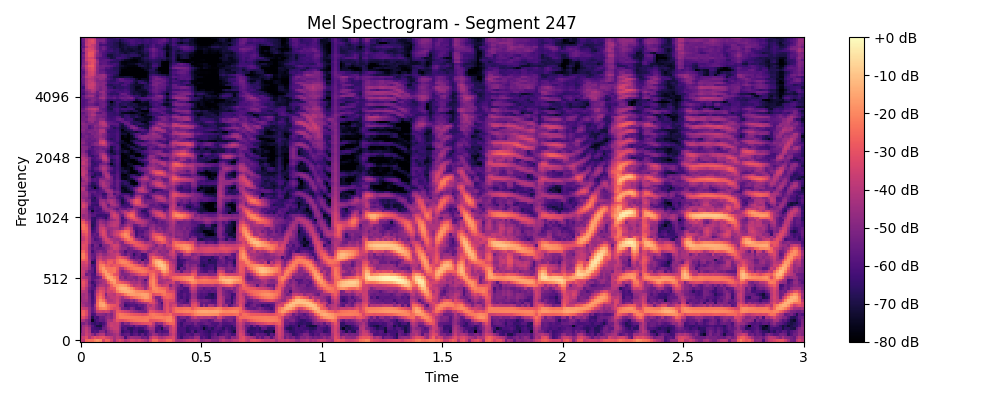 Mel Spectrogram - Segment 247
+0 dB
-10 dB
-20 dB
-30 dB
-40 dB
-50 dB
-60 dB
-70 dB
-80 dB
4096
2048
1024
512
0
Frequency
0 0.5 1 1.5 2 2.5 3
Time